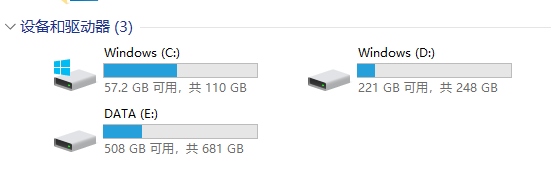 设备和驱动器 (3)
Windows (C:)
57.2 GB 可用，共 110 GB
Windows (D:)
221 GB 可用，共 248 GB
DATA (E:)
508 GB 可用，共 681 GB